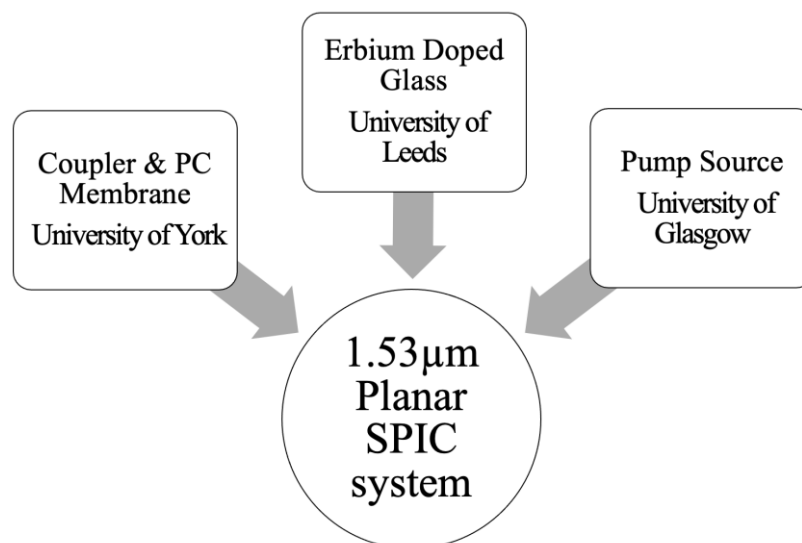 Erbium Doped
Glass
University of
Leeds
Coupler & PC
Membrane
University of York
Pump Source
University of
Glasgow
1.53µm
Planar
SPIC
system